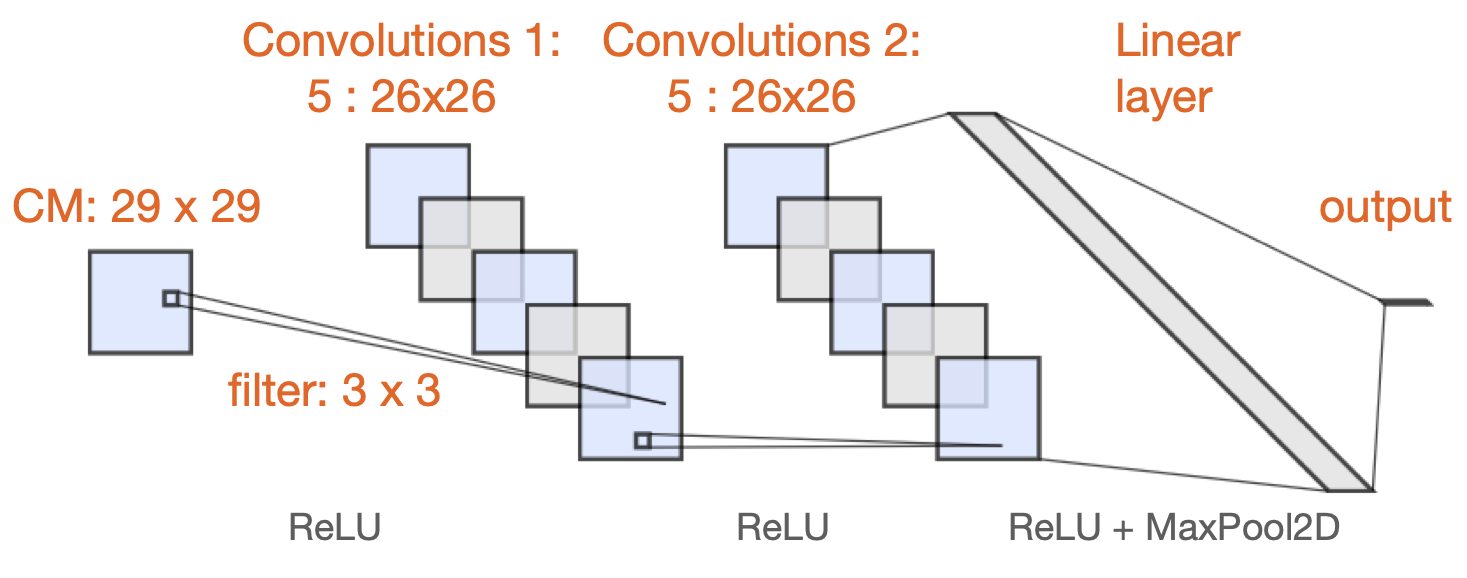 Convolutions 1:
5 : 26x26
Convolutions 2:
5 : 26x26
Linear
layer
CM: 29 x 29
output
filter: 3 x 3
ReLU
ReLU
ReLU + MaxPool2D